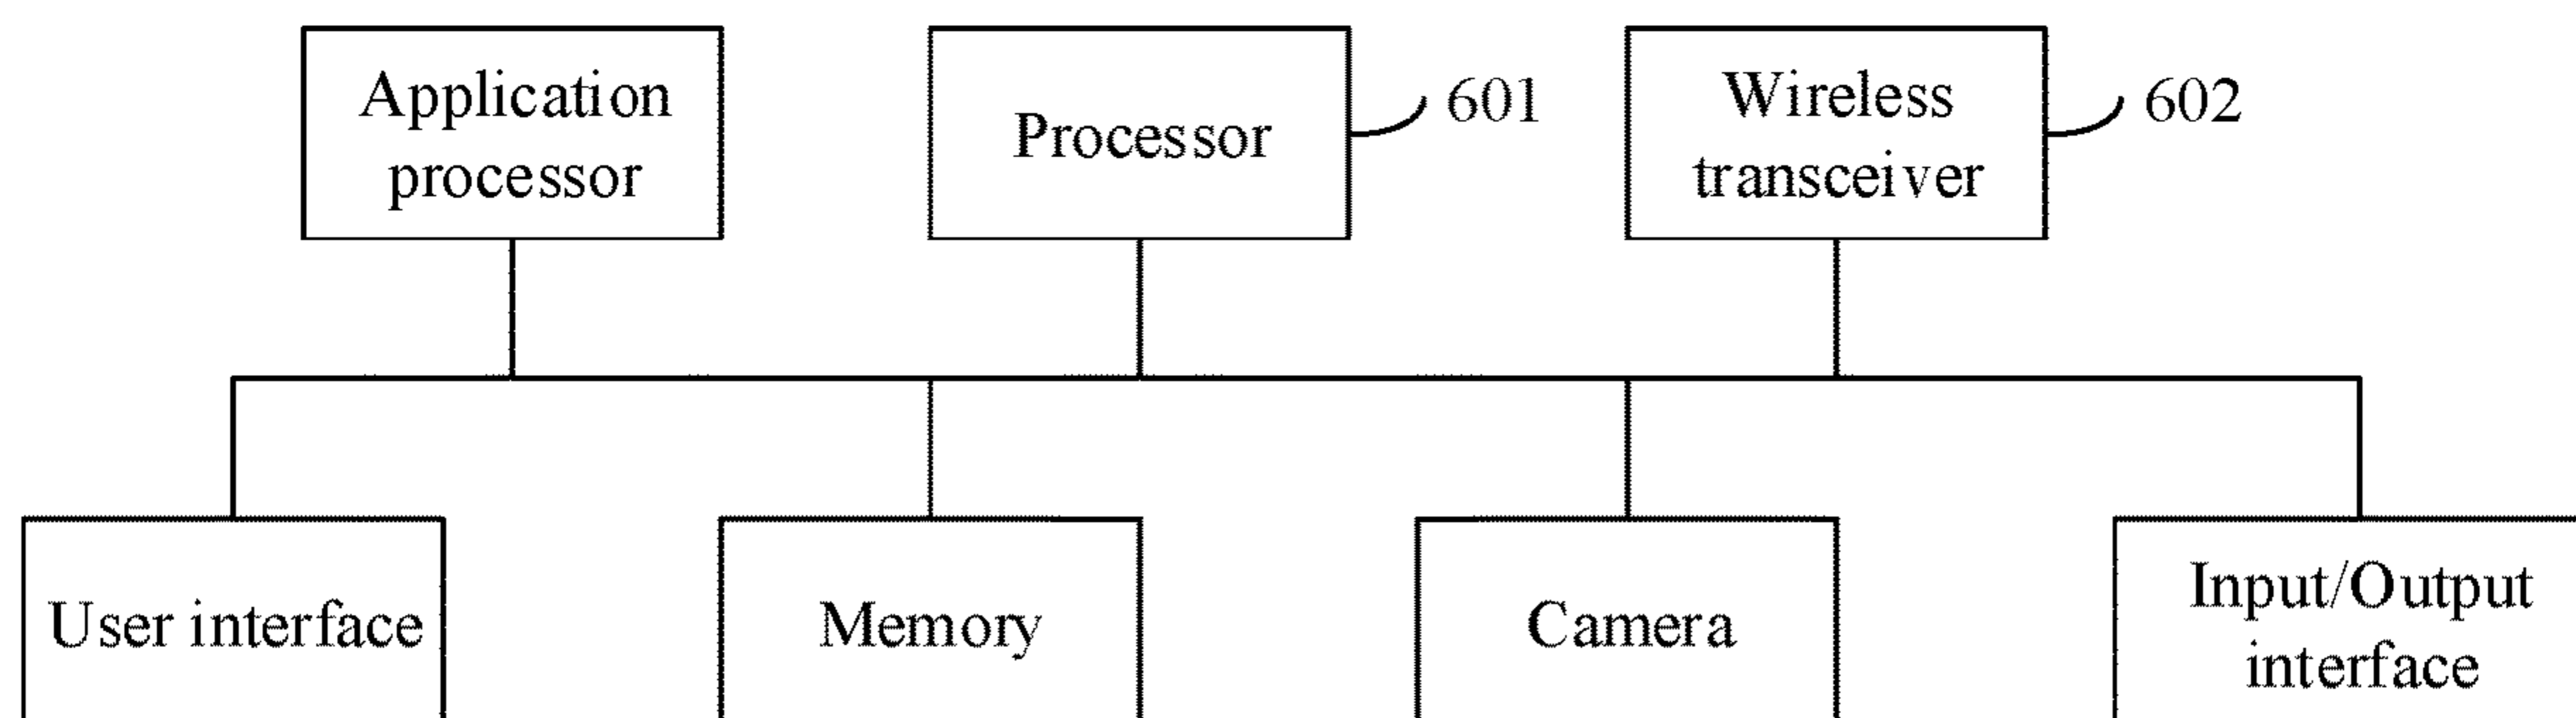 Application
processor
Processor
601
Wireless
transceiver
602
User interface
Memory
Camera
Input/Output
interface